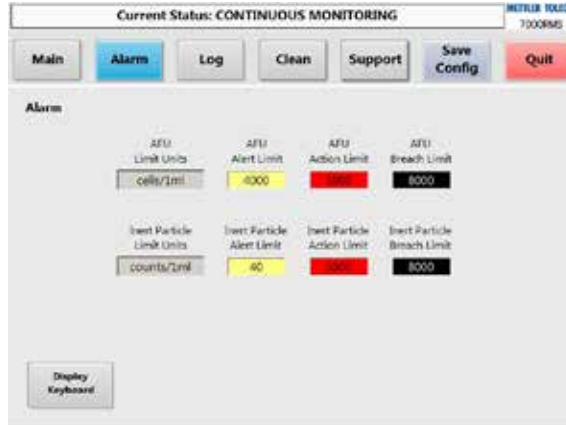 Current Status: CONTINUOUS MONITORING
METTLER TOLEDO
7000RMS
Main
Alarm
Log
Clean
Support
Save
Config
Quit
Alarm
AFU
Limit Units
AFU
Alert Limit
AFU
Action Limit
AFU
Breach Limit
cells/1ml
4000
8000
Inert Particle
Limit Units
Inert Particle
Alert Limit
Inert Particle
Action Limit
Inert Particle
Breach Limit
counts/1ml
40
8000
Display
Keyboard